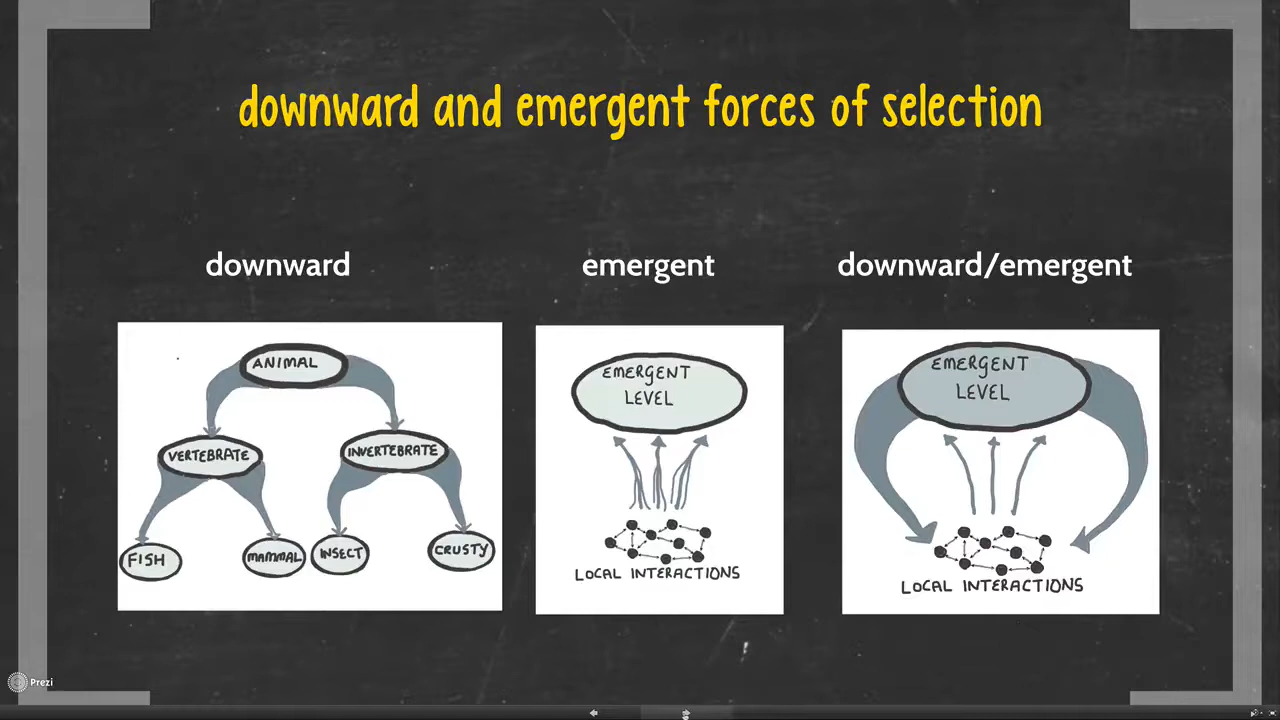 downward and emergent forces of selection
downward
emergent
downward/emergent
ANIMAL
VERTEBRATE
INVERTEBRATE
FISH
MAMMAL
INSECT
CRUSTY
EMERGENT
LEVEL
LOCAL INTERACTIONS
EMERGENT
LEVEL
LOCAL INTERACTIONS
Prezi